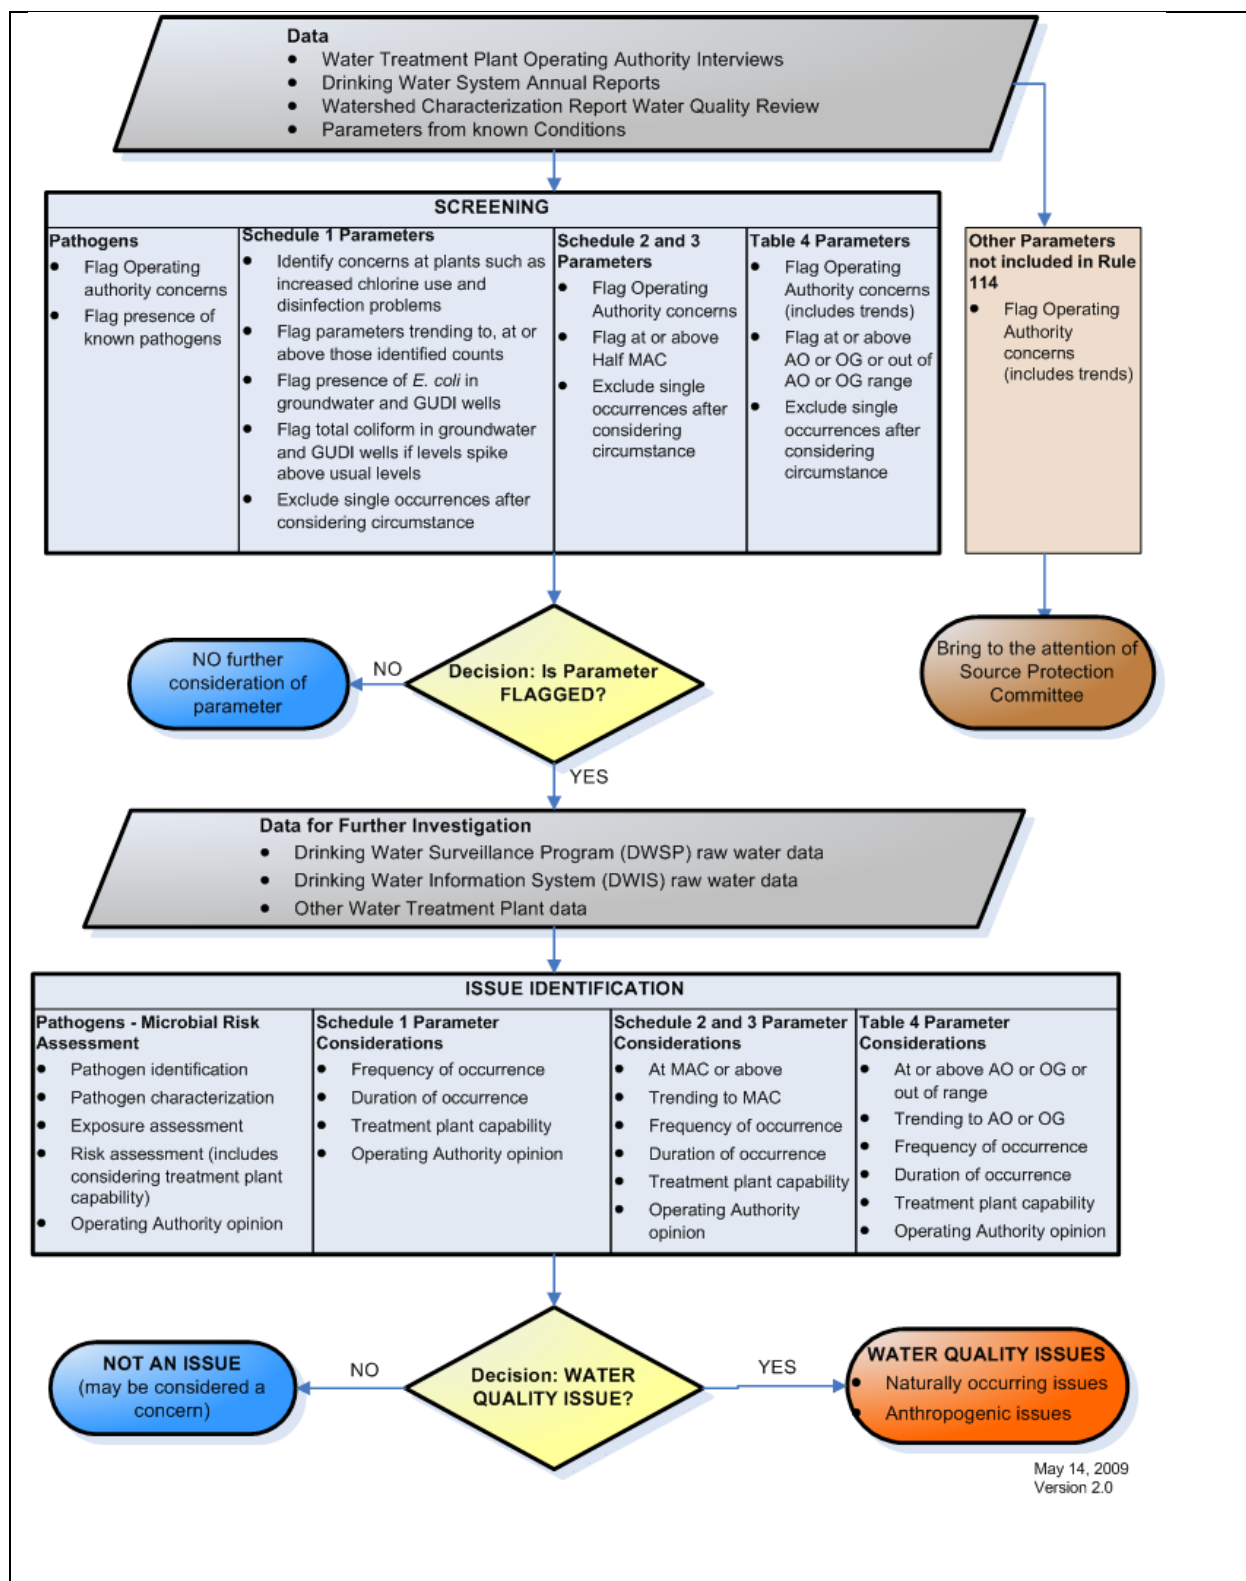 Data
● Water Treatment Plant Operating Authority Interviews
● Drinking Water System Annual Reports
● Watershed Characterization Report Water Quality Review
● Parameters from known Conditions
SCREENING
Pathogens
● Flag Operating
authority concerns
● Flag presence of
known pathogens
Schedule 1 Parameters
● Identify concerns at plants such as
increased chlorine use and
disinfection problems
● Flag parameters trending to, at or
above those identified counts
● Flag presence of E. coli in
groundwater and GUDI wells
● Flag total coliform in groundwater
and GUDI wells if levels spike
above usual levels
● Exclude single occurrences after
considering circumstance
Schedule 2 and 3
Parameters
● Flag Operating
Authority concerns
● Flag at or above
Half MAC
● Exclude single
occurrences after
considering
circumstance
Table 4 Parameters
● Flag Operating
Authority concerns
(includes trends)
● Flag at or above
AO or OG or out of
AO or OG range
● Exclude single
occurrences after
considering
circumstance
Other Parameters
not included in Rule
114
● Flag Operating
Authority
concerns
(includes trends)
NO further
consideration of
parameter
NO
Decision: Is Parameter
FLAGGED?
Bring to the attention of
Source Protection
Committee
YES
Data for Further Investigation
● Drinking Water Surveillance Program (DWSP) raw water data
● Drinking Water Information System (DWIS) raw water data
● Other Water Treatment Plant data
ISSUE IDENTIFICATION
Pathogens - Microbial Risk
Assessment
● Pathogen identification
● Pathogen characterization
● Exposure assessment
● Risk assessment (includes
considering treatment plant
capability)
● Operating Authority opinion
Schedule 1 Parameter
Considerations
● Frequency of occurrence
● Duration of occurrence
● Treatment plant capability
● Operating Authority opinion
Schedule 2 and 3 Parameter
Considerations
● At MAC or above
● Trending to MAC
● Frequency of occurrence
● Duration of occurrence
● Treatment plant capability
● Operating Authority
opinion
Table 4 Parameter
Considerations
● At or above AO or OG or
out of range
● Trending to AO or OG
● Frequency of occurrence
● Duration of occurrence
● Treatment plant capability
● Operating Authority opinion
NOT AN ISSUE
(may be considered a
concern)
NO
Decision: WATER
QUALITY ISSUE?
YES
WATER QUALITY ISSUES
● Naturally occurring issues
● Anthropogenic issues
May 14, 2009
Version 2.0